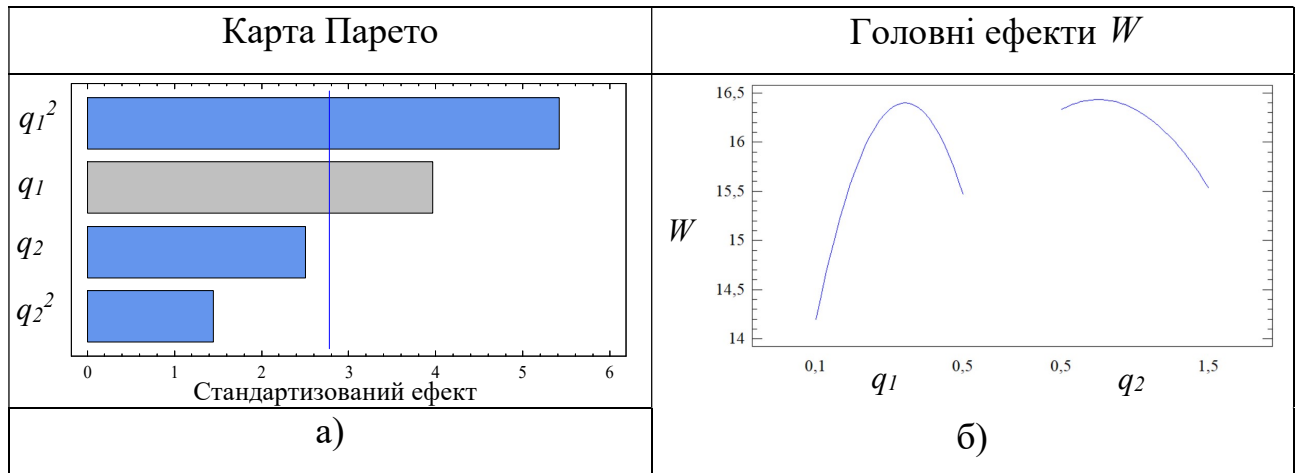 Карта Парето
Головні ефекти W
q₁²
q₁
q₂
q₂²
0 1 2 3 4 5 6
Стандартизований ефект
16,5
16
15,5
15
14,5
14
W
0,1 0,5 0,5 1,5
q₁ q₂
а)
б)